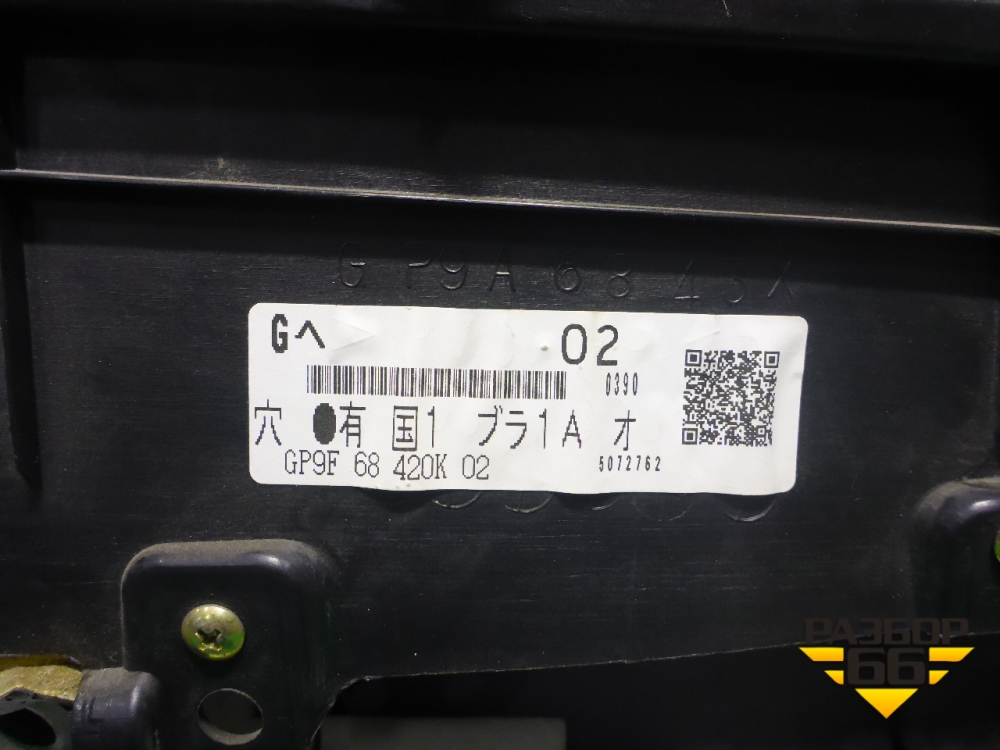 GP9A 68 43X
Gヘ 02
0390
穴 ●有 国1 ブラ1A オ
GP9F 68 420K 02
5072762
РАЗБОР
66